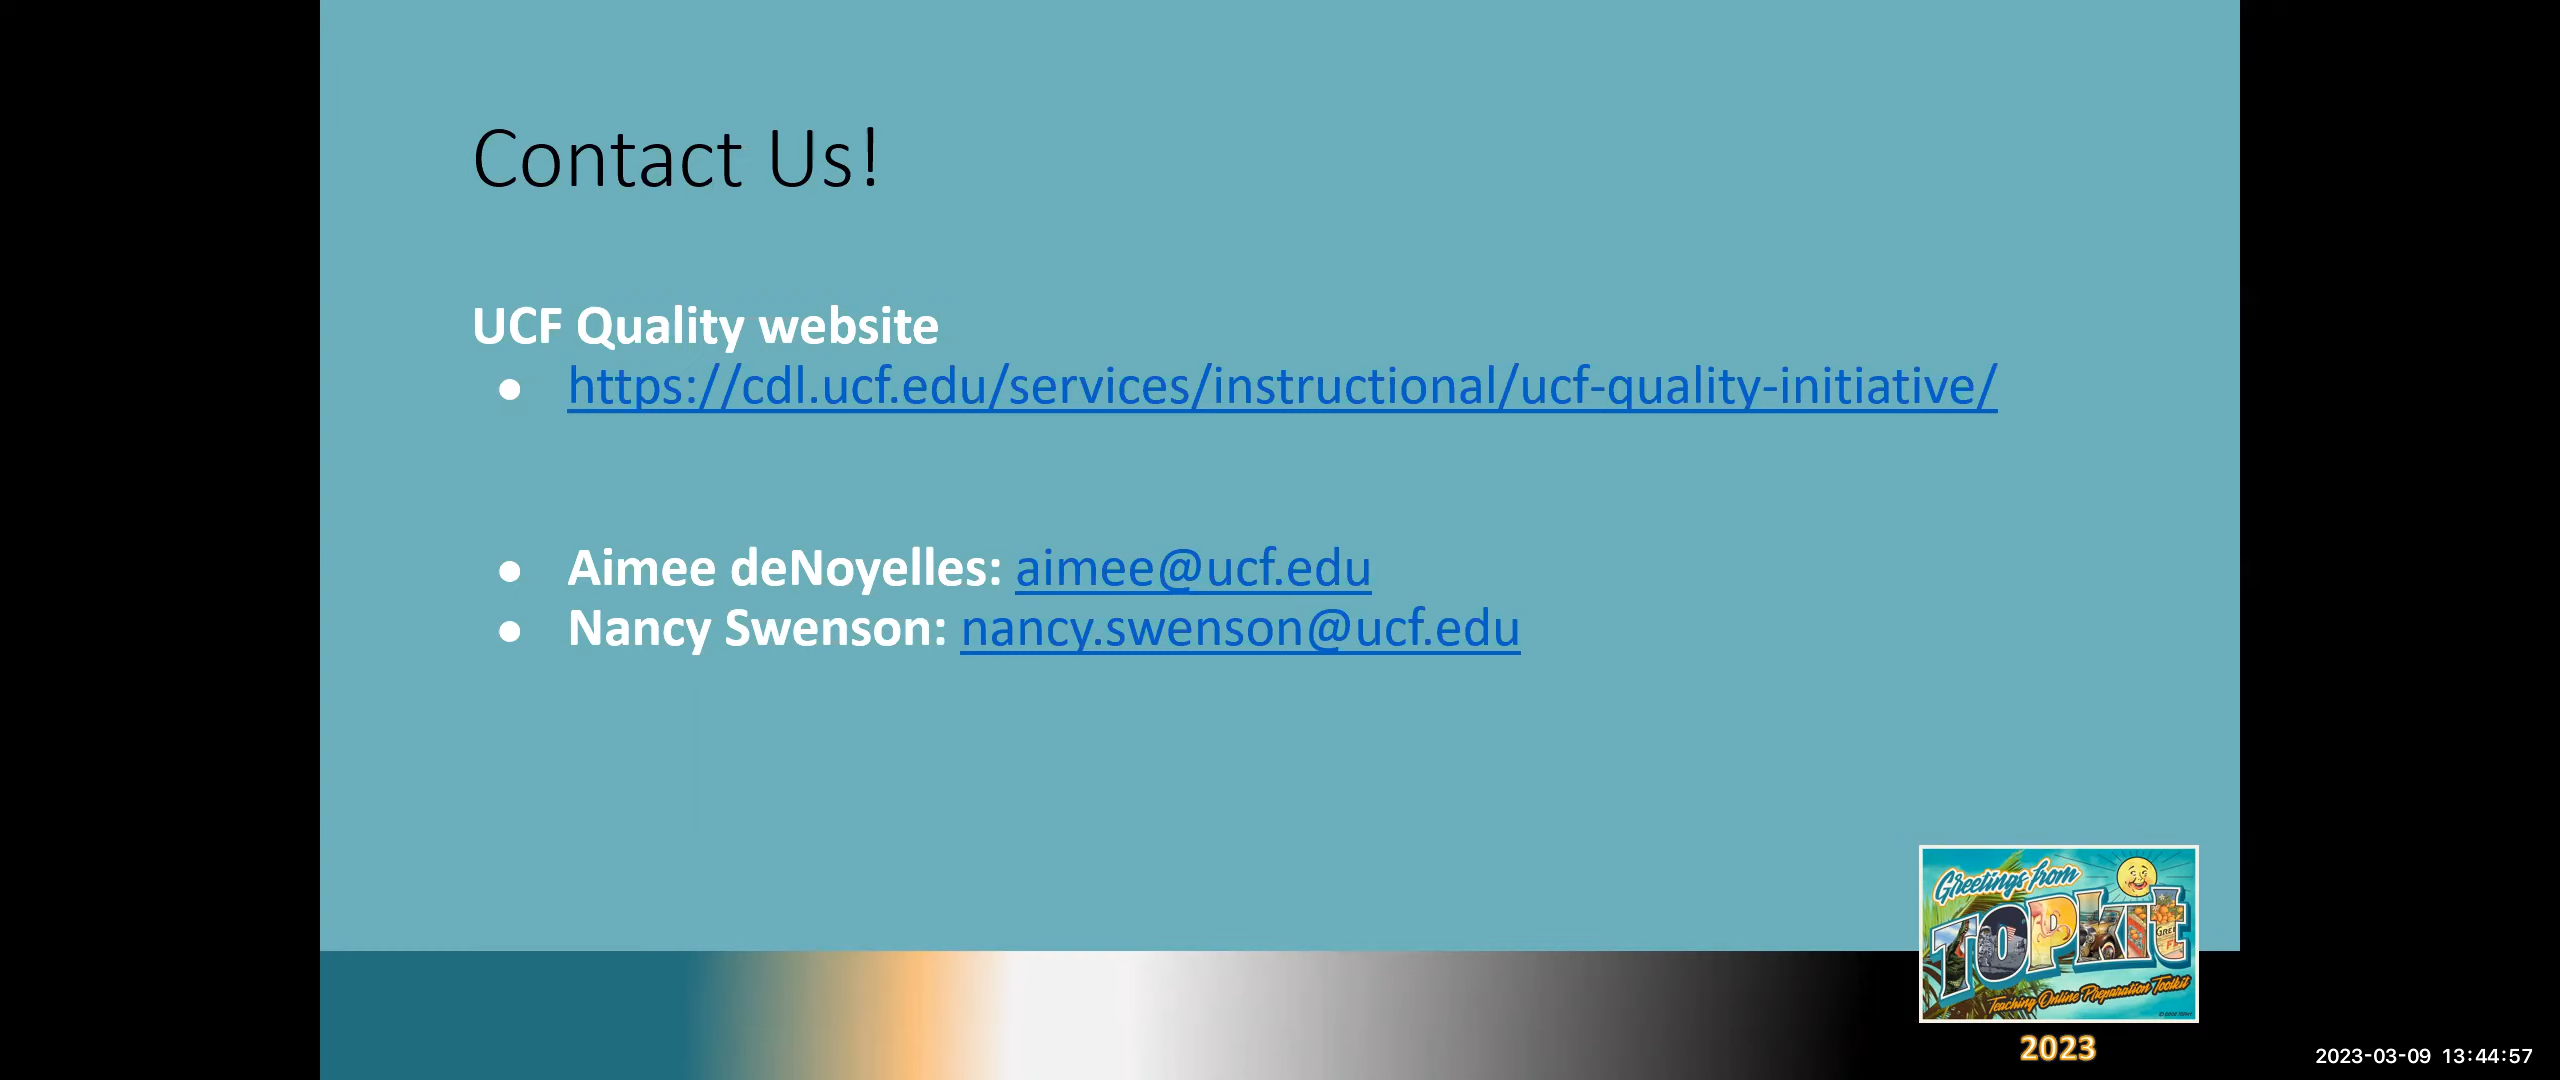 Contact Us!
UCF Quality website
● https://cdl.ucf.edu/services/instructional/ucf-quality-initiative/
● Aimee deNoyelles: aimee@ucf.edu
● Nancy Swenson: nancy.swenson@ucf.edu
Greetings from
TOPkit
Teaching Online Preparation Toolkit
2023
2023-03-09 13:44:57